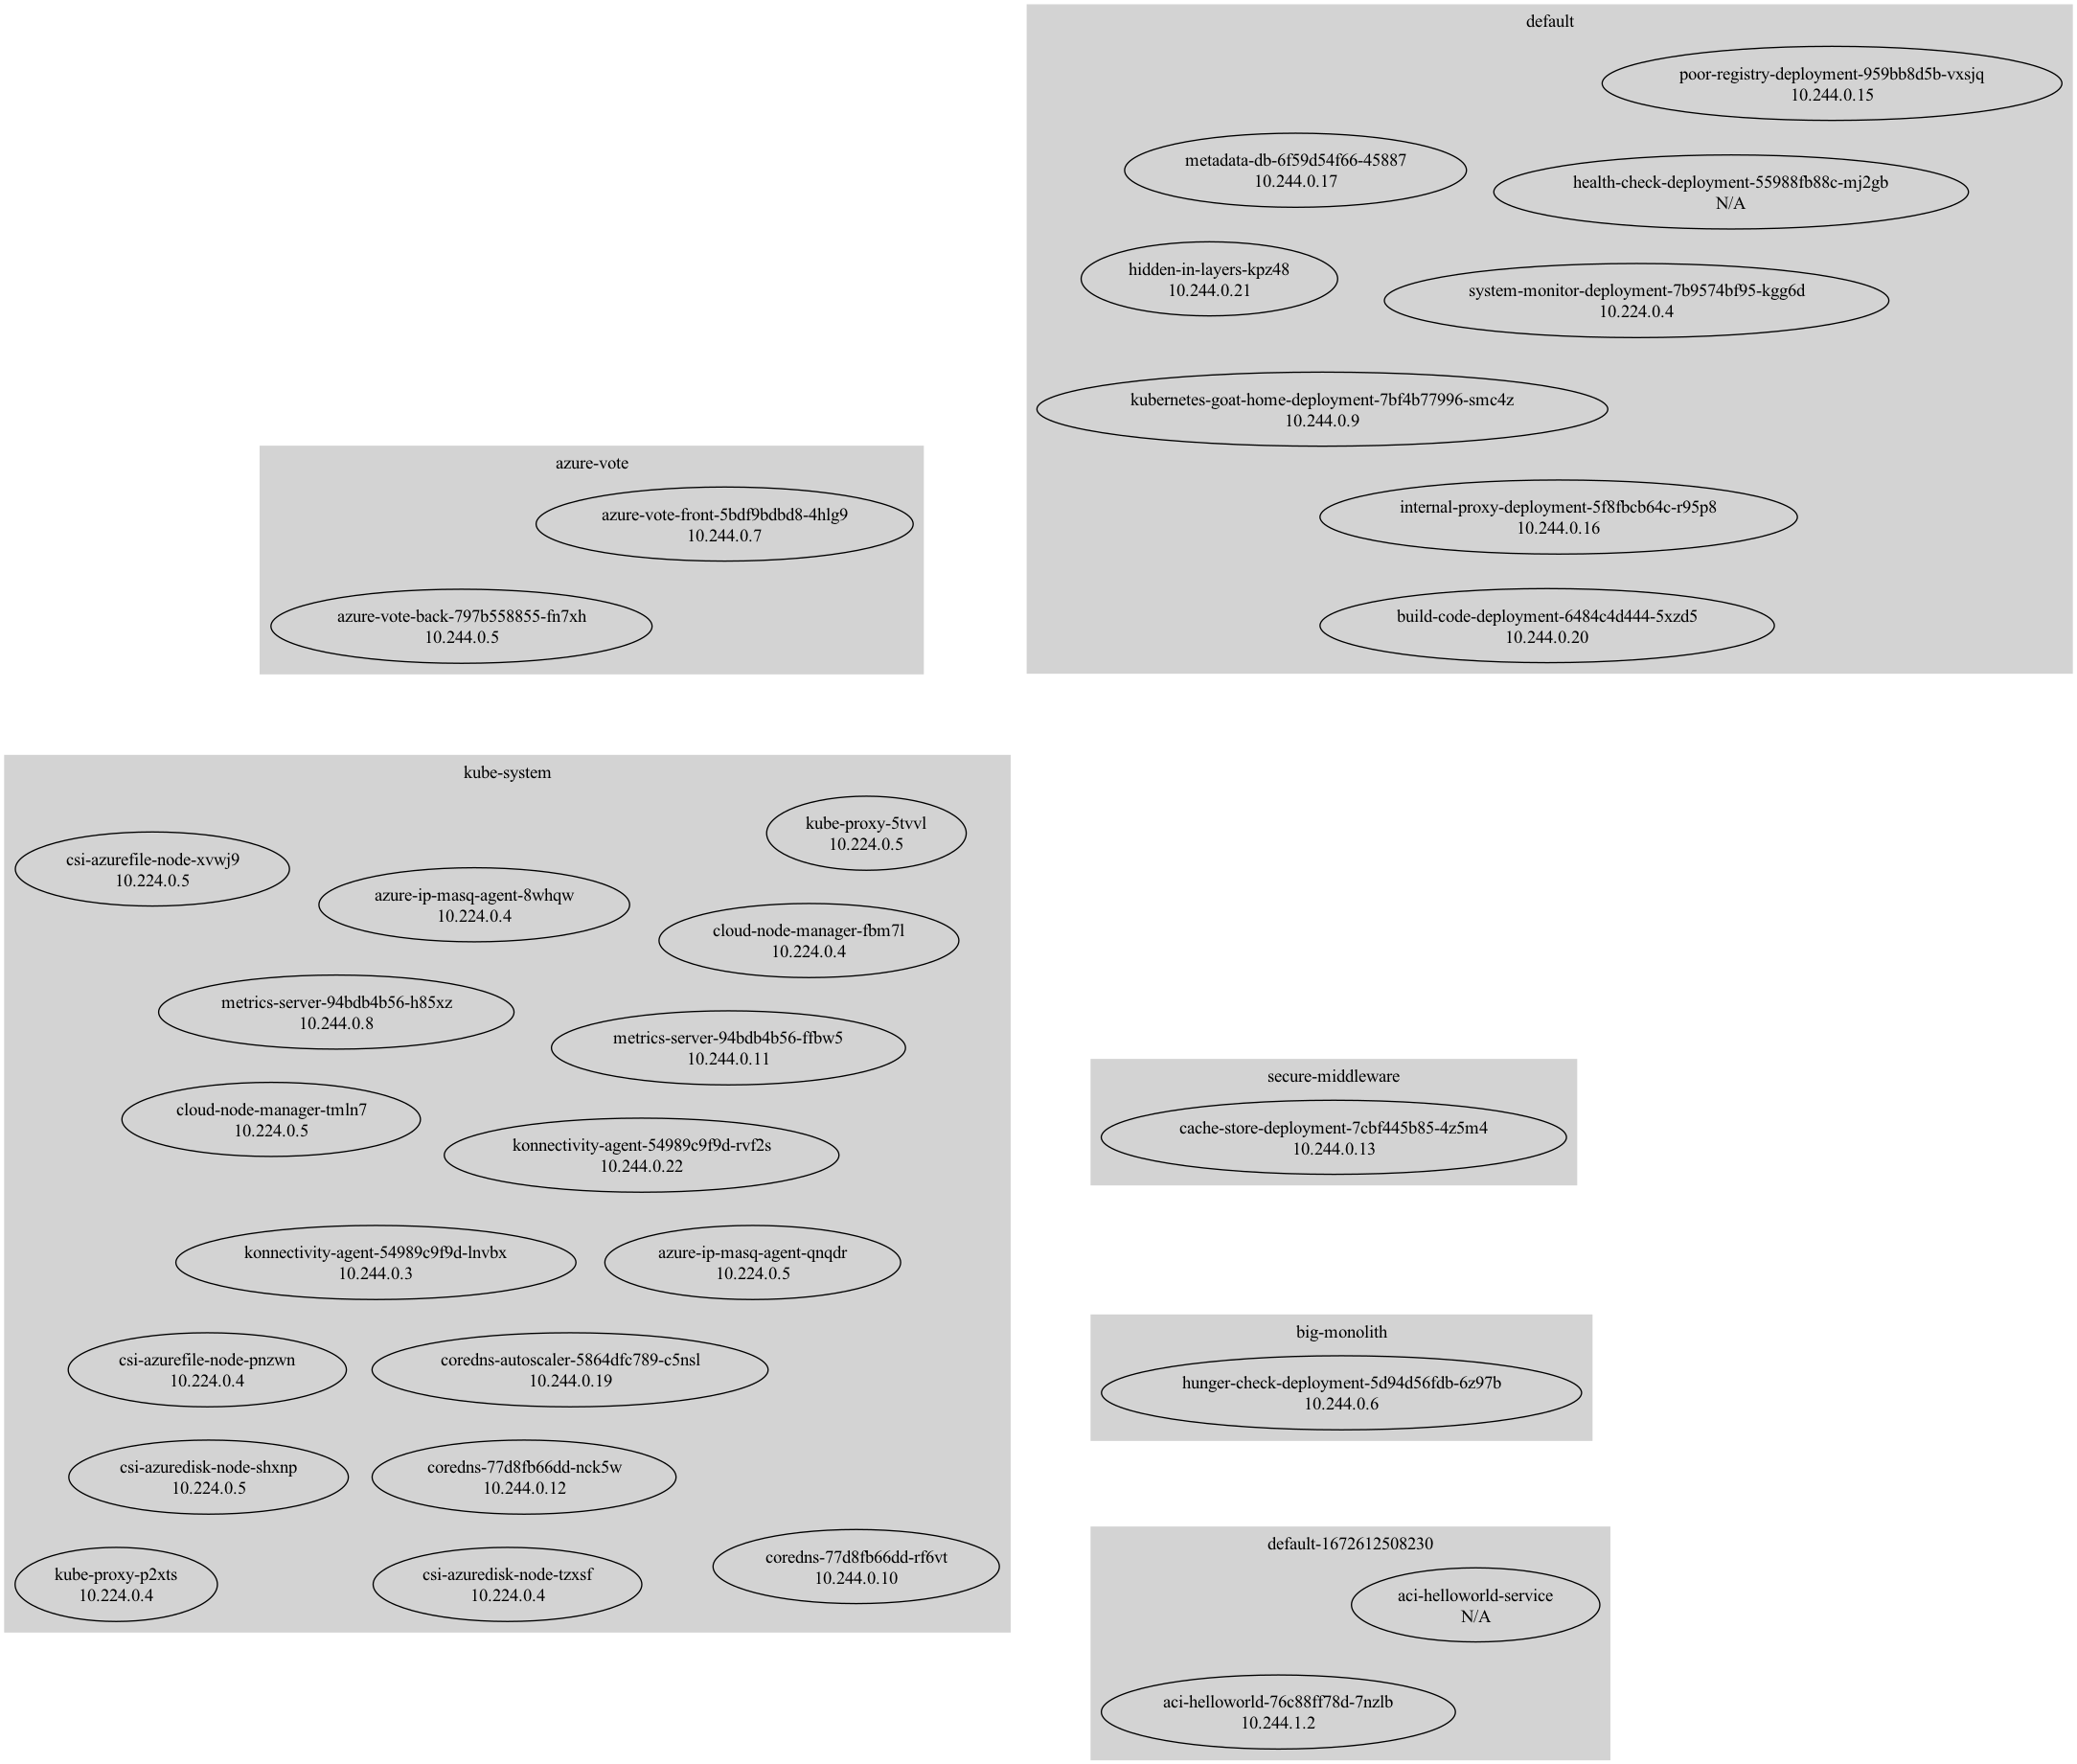 default
poor-registry-deployment-959bb8d5b-vxsjq
10.244.0.15
metadata-db-6f59d54f66-45887
10.244.0.17
health-check-deployment-55988fb88c-mj2gb
N/A
hidden-in-layers-kpz48
10.244.0.21
system-monitor-deployment-7b9574bf95-kgg6d
10.224.0.4
kubernetes-goat-home-deployment-7bf4b77996-smc4z
10.244.0.9
internal-proxy-deployment-5f8fbcb64c-r95p8
10.244.0.16
build-code-deployment-6484c4d444-5xzd5
10.244.0.20
azure-vote
azure-vote-front-5bdf9bdbd8-4hlg9
10.244.0.7
azure-vote-back-797b558855-fn7xh
10.244.0.5
kube-system
kube-proxy-5tvvl
10.224.0.5
csi-azurefile-node-xvwj9
10.224.0.5
azure-ip-masq-agent-8whqw
10.224.0.4
cloud-node-manager-fbm7l
10.224.0.4
metrics-server-94bdb4b56-h85xz
10.244.0.8
metrics-server-94bdb4b56-ffbw5
10.244.0.11
cloud-node-manager-tmln7
10.224.0.5
konnectivity-agent-54989c9f9d-rvf2s
10.244.0.22
konnectivity-agent-54989c9f9d-lnvbx
10.244.0.3
azure-ip-masq-agent-qnqdr
10.224.0.5
csi-azurefile-node-pnzwn
10.224.0.4
coredns-autoscaler-5864dfc789-c5nsl
10.244.0.19
csi-azuredisk-node-shxnp
10.224.0.5
coredns-77d8fb66dd-nck5w
10.244.0.12
kube-proxy-p2xts
10.224.0.4
csi-azuredisk-node-tzxsf
10.224.0.4
coredns-77d8fb66dd-rf6vt
10.244.0.10
secure-middleware
cache-store-deployment-7cbf445b85-4z5m4
10.244.0.13
big-monolith
hunger-check-deployment-5d94d56fdb-6z97b
10.244.0.6
default-1672612508230
aci-helloworld-service
N/A
aci-helloworld-76c88ff78d-7nzlb
10.244.1.2